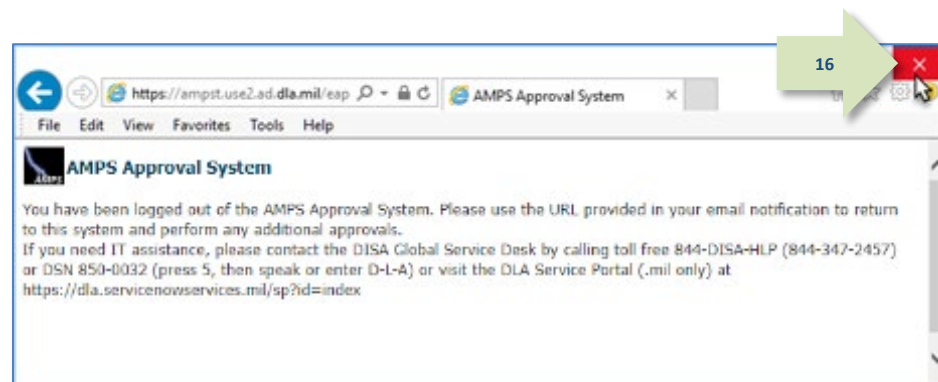 16
https://ampst.use2.ad.dla.mil/eap
AMPS Approval System
File Edit View Favorites Tools Help
AMPS
AMPS Approval System
You have been logged out of the AMPS Approval System. Please use the URL provided in your email notification to return
to this system and perform any additional approvals.
If you need IT assistance, please contact the DISA Global Service Desk by calling toll free 844-DISA-HLP (844-347-2457)
or DSN 850-0032 (press 5, then speak or enter D-L-A) or visit the DLA Service Portal (.mil only) at
https://dla.servicenowservices.mil/sp?id=index